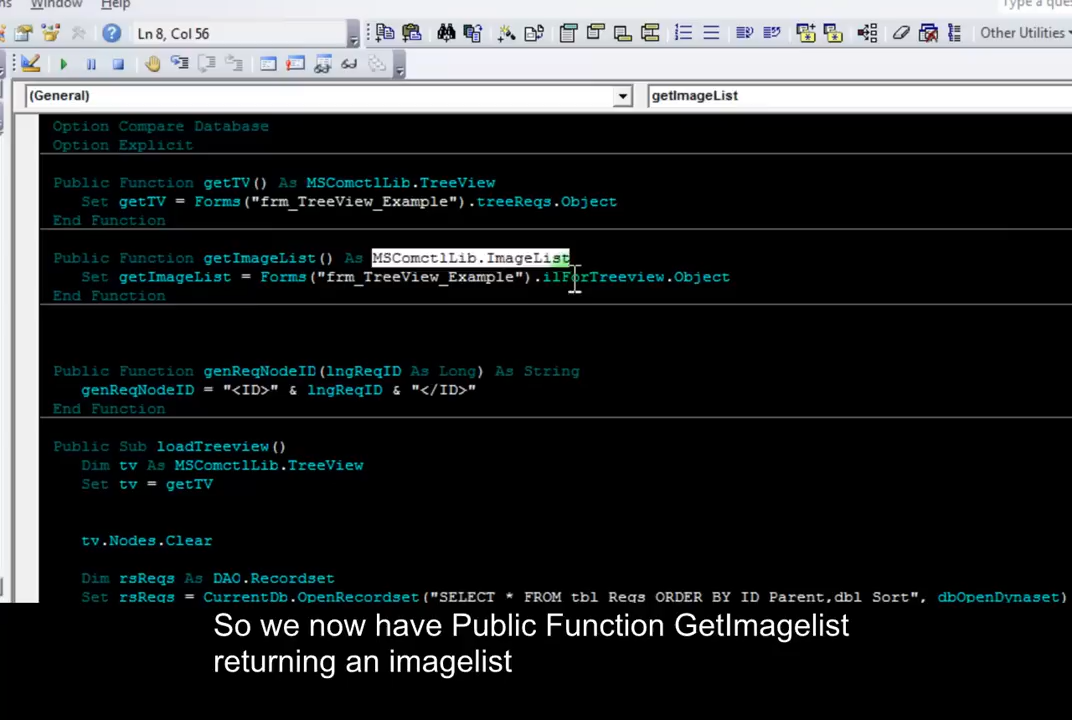 Window Help
Type a ques
Ln 8, Col 56
Other Utilities
(General)
getImageList
Option Compare Database
Option Explicit
Public Function getTV() As MSComctlLib.TreeView
Set getTV = Forms("frm_TreeView_Example").treeReqs.Object
End Function
Public Function getImageList() As MSComctlLib.ImageList
Set getImageList = Forms("frm_TreeView_Example").ilForTreeview.Object
End Function
Public Function genReqNodeID(lngReqID As Long) As String
genReqNodeID = "<ID>" & lngReqID & "</ID>"
End Function
Public Sub loadTreeview()
Dim tv As MSComctlLib.TreeView
Set tv = getTV
tv.Nodes.Clear
Dim rsReqs As DAO.Recordset
Set rsReqs = CurrentDb.OpenRecordset("SELECT * FROM tbl_Reqs ORDER BY ID_Parent,dbl_Sort", dbOpenDynaset)
So we now have Public Function GetImagelist
returning an imagelist